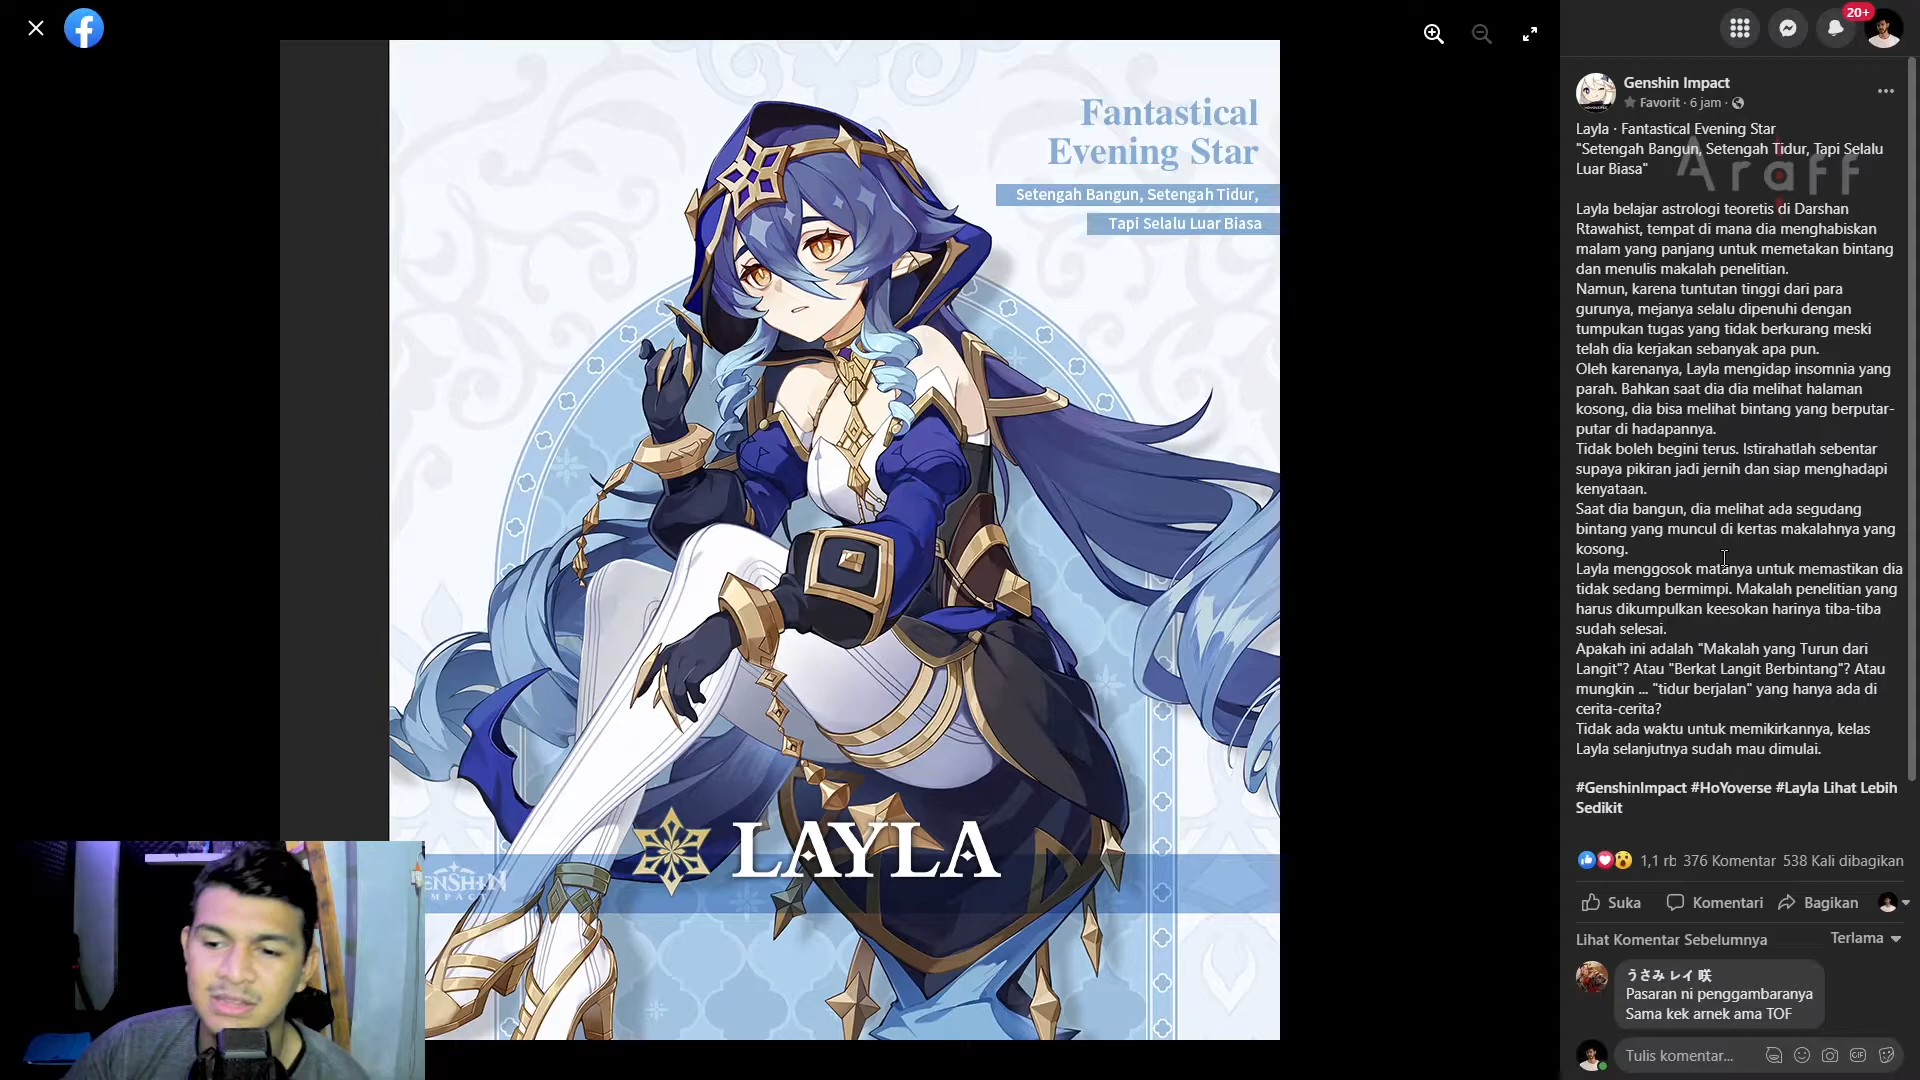 20+
Genshin Impact
Favorit · 6 jam ·
Araff
Layla · Fantastical Evening Star
"Setengah Bangun, Setengah Tidur, Tapi Selalu
Luar Biasa"
Layla belajar astrologi teoretis di Darshan
Rtawahist, tempat di mana dia menghabiskan
malam yang panjang untuk memetakan bintang
dan menulis makalah penelitian.
Namun, karena tuntutan tinggi dari para
gurunya, mejanya selalu dipenuhi dengan
tumpukan tugas yang tidak berkurang meski
telah dia kerjakan sebanyak apa pun.
Oleh karenanya, Layla mengidap insomnia yang
parah. Bahkan saat dia dia melihat halaman
kosong, dia bisa melihat bintang yang berputar-
putar di hadapannya.
Tidak boleh begini terus. Istirahatlah sebentar
supaya pikiran jadi jernih dan siap menghadapi
kenyataan.
Saat dia bangun, dia melihat ada segudang
bintang yang muncul di kertas makalahnya yang
kosong.
Layla menggosok matanya untuk memastikan dia
tidak sedang bermimpi. Makalah penelitian yang
harus dikumpulkan keesokan harinya tiba-tiba
sudah selesai.
Apakah ini adalah "Makalah yang Turun dari
Langit"? Atau "Berkat Langit Berbintang"? Atau
mungkin ... "tidur berjalan" yang hanya ada di
cerita-cerita?
Tidak ada waktu untuk memikirkannya, kelas
Layla selanjutnya sudah mau dimulai.
#GenshinImpact #HoYoverse #Layla Lihat Lebih
Sedikit
1,1 rb 376 Komentar 538 Kali dibagikan
Suka Komentari Bagikan
Lihat Komentar Sebelumnya Terlama
うさみ レイ 咲
Pasaran ni penggambaranya
Sama kek arnek ama TOF
Tulis komentar...
GIF
Fantastical
Evening Star
Setengah Bangun, Setengah Tidur,
Tapi Selalu Luar Biasa
LAYLA
GENSHIN
IMPACT